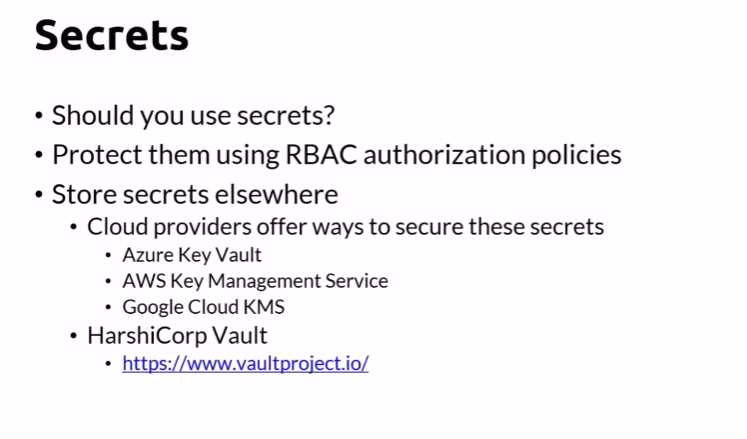 Secrets
• Should you use secrets?
• Protect them using RBAC authorization policies
• Store secrets elsewhere
• Cloud providers offer ways to secure these secrets
• Azure Key Vault
• AWS Key Management Service
• Google Cloud KMS
• HarshiCorp Vault
• https://www.vaultproject.io/